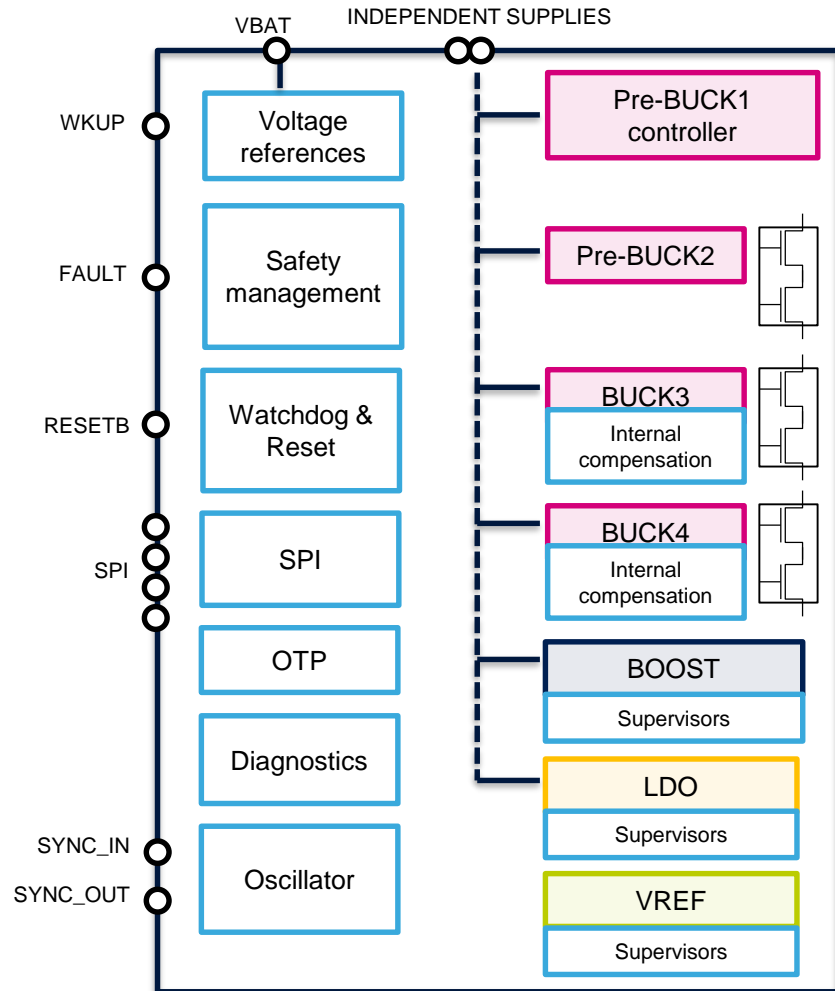 INDEPENDENT SUPPLIES
VBAT
WKUP
FAULT
RESETB
SPI
SYNC_IN
SYNC_OUT
Voltage
references
Safety
management
Watchdog &
Reset
SPI
OTP
Diagnostics
Oscillator
Pre-BUCK1
controller
Pre-BUCK2
BUCK3
Internal
compensation
BUCK4
Internal
compensation
BOOST
Supervisors
LDO
Supervisors
VREF
Supervisors